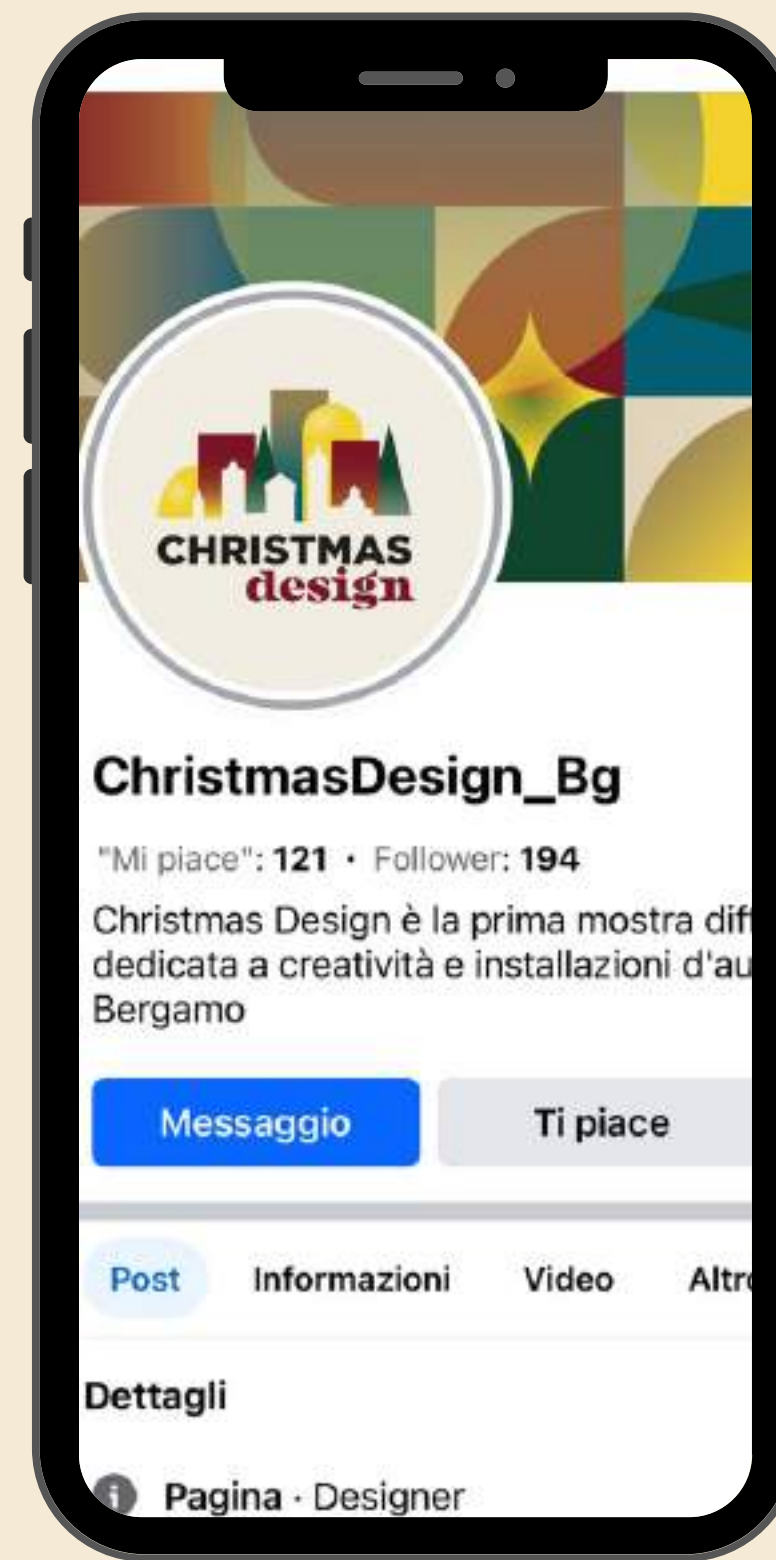 CHRISTMAS
design
ChristmasDesign_Bg
"Mi piace": 121 · Follower: 194
Christmas Design è la prima mostra
dedicata a creatività e installazioni
Bergamo
Messaggio
Ti piace
Post
Informazioni
Video
Dettagli
Pagina · Designer